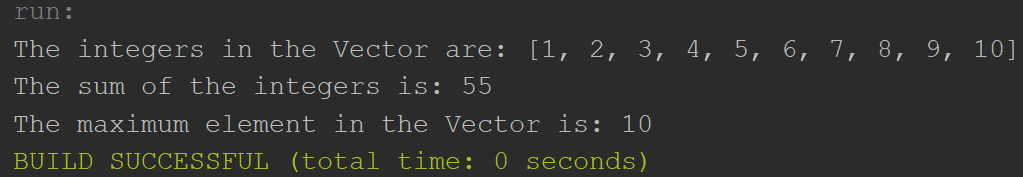 run:
The integers in the Vector are: [1, 2, 3, 4, 5, 6, 7, 8, 9, 10]
The sum of the integers is: 55
The maximum element in the Vector is: 10
BUILD SUCCESSFUL (total time: 0 seconds)